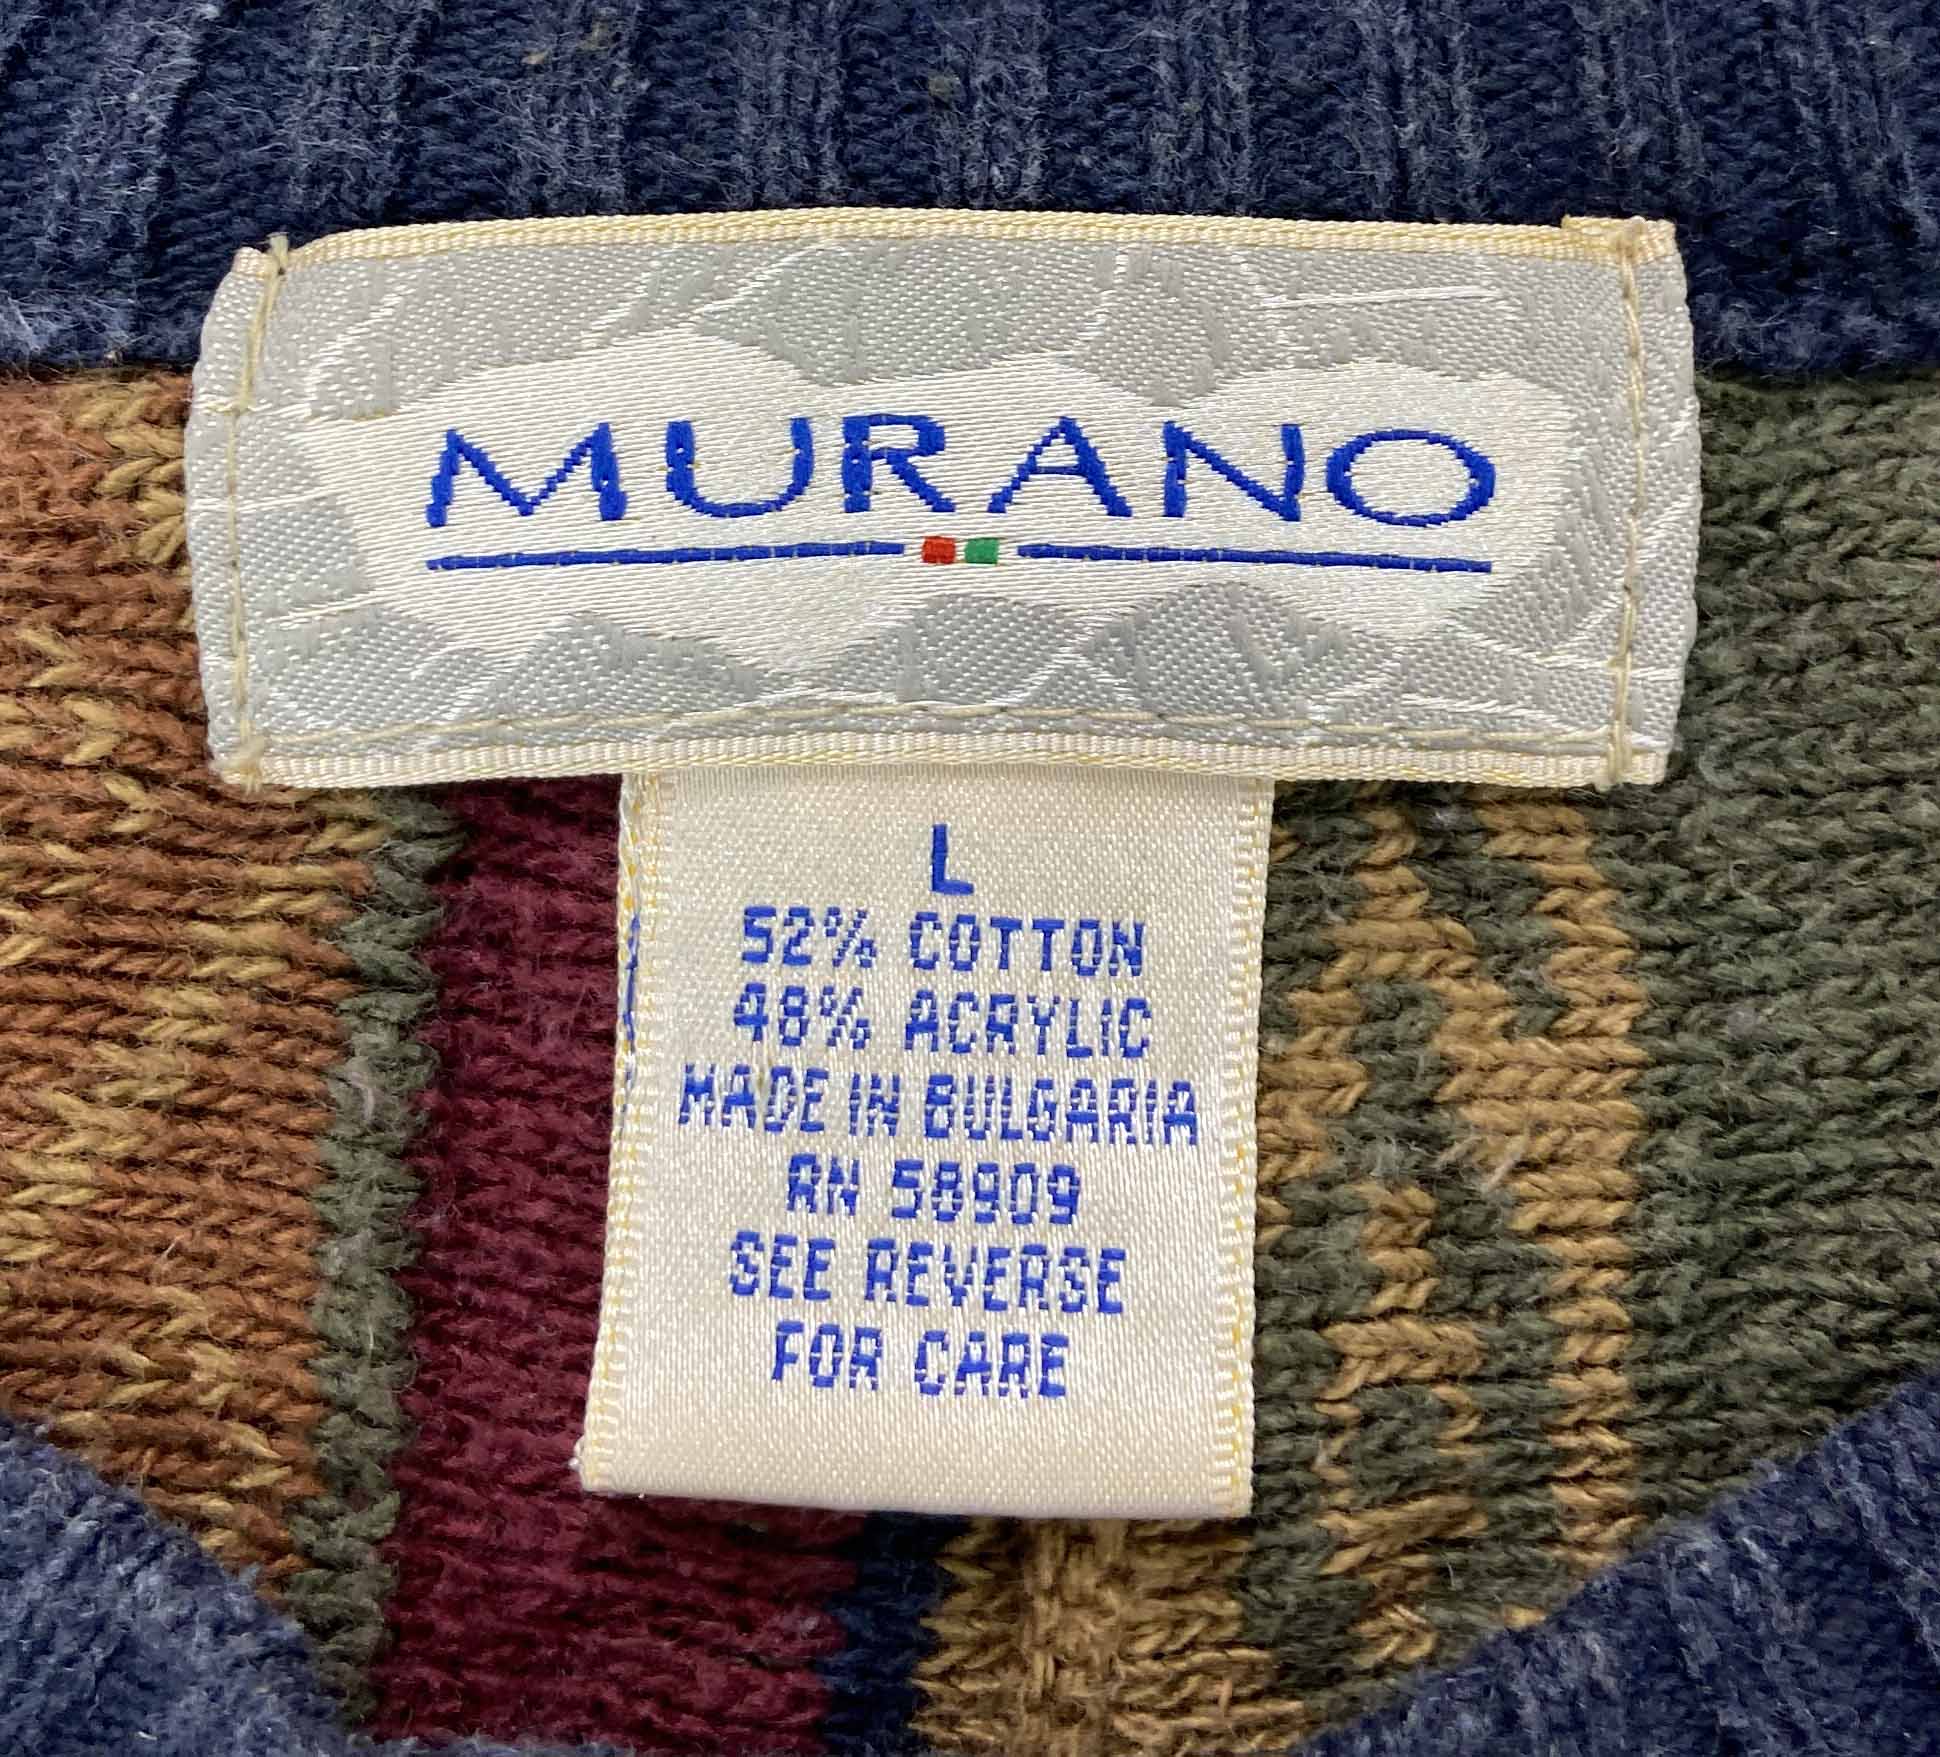 MURANO
L
52% COTTON
48% ACRYLIC
MADE IN BULGARIA
RN 58909
SEE REVERSE
FOR CARE